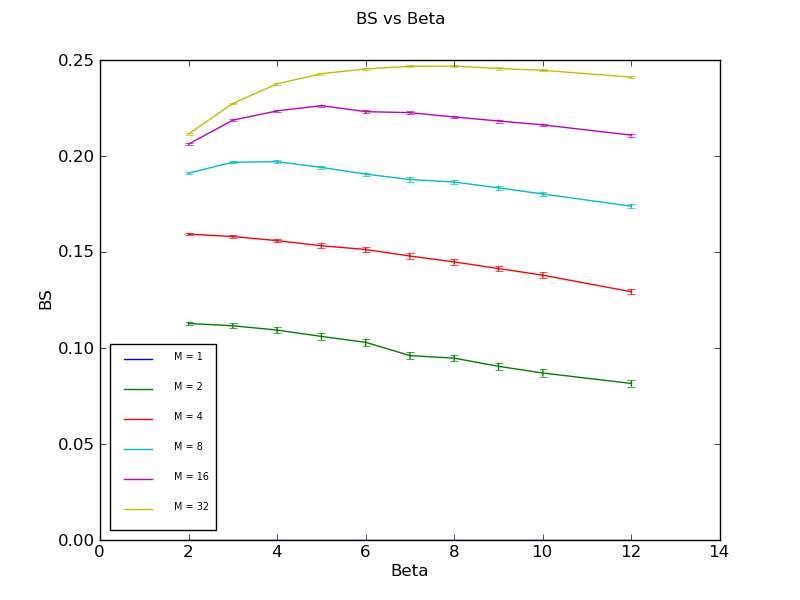 BS vs Beta
0.25
0.20
0.15
0.10
0.05
0.00
BS
M = 1
M = 2
M = 4
M = 8
M = 16
M = 32
0 2 4 6 8 10 12 14
Beta